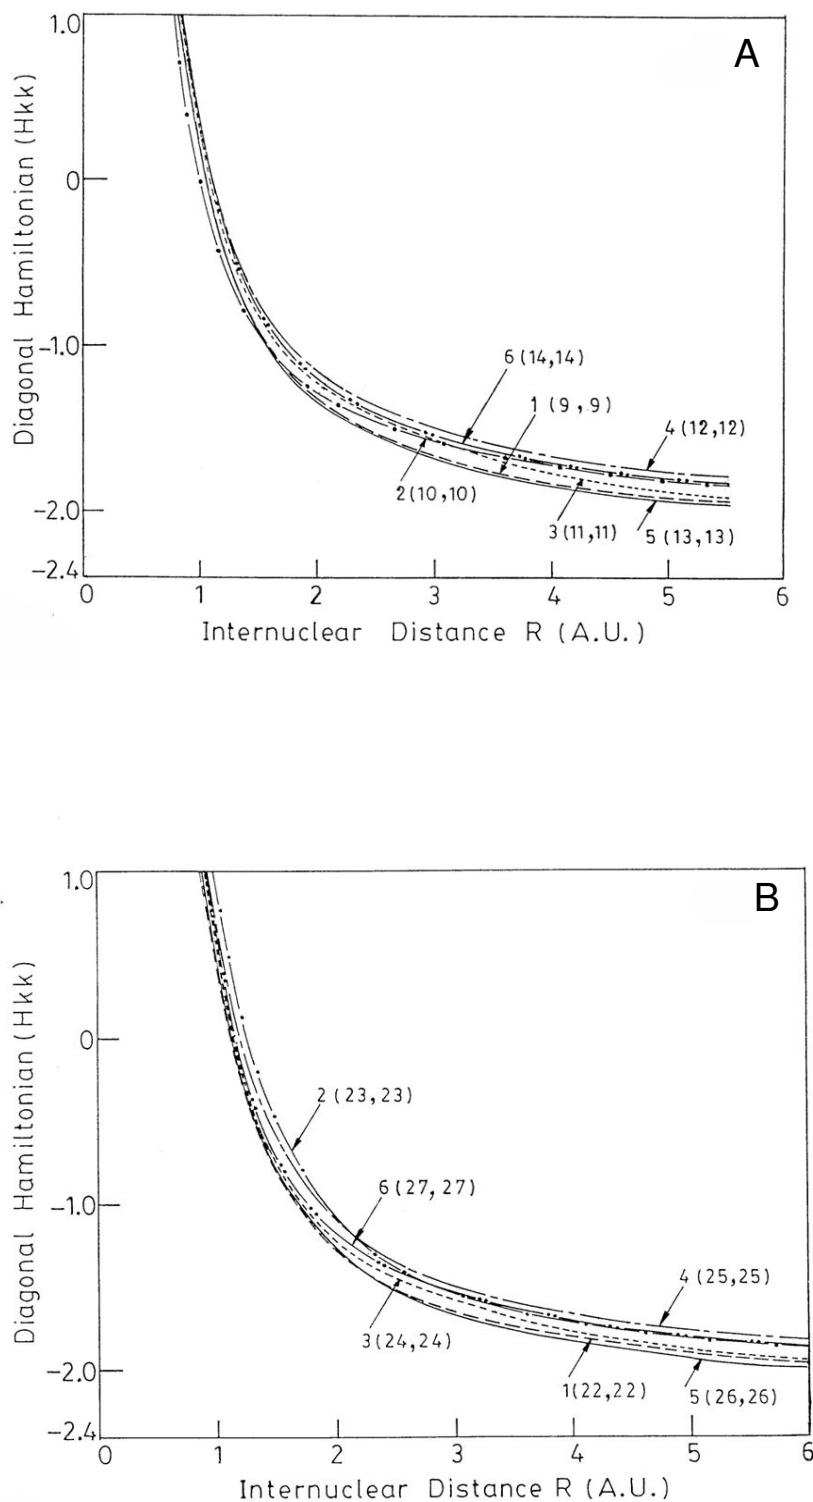 A
1.0
0
-1.0
-2.0
-2.4
Diagonal Hamiltonian (Hkk)
6 (14,14)
1 (9,9)
4 (12,12)
2 (10,10)
3 (11,11)
5 (13,13)
0 1 2 3 4 5 6
Internuclear Distance R (A.U.)
B
1.0
0
-1.0
-2.0
-2.4
Diagonal Hamiltonian (Hkk)
2 (23,23)
6 (27,27)
4 (25,25)
3 (24,24)
1 (22,22)
5 (26,26)
0 1 2 3 4 5 6
Internuclear Distance R (A.U.)